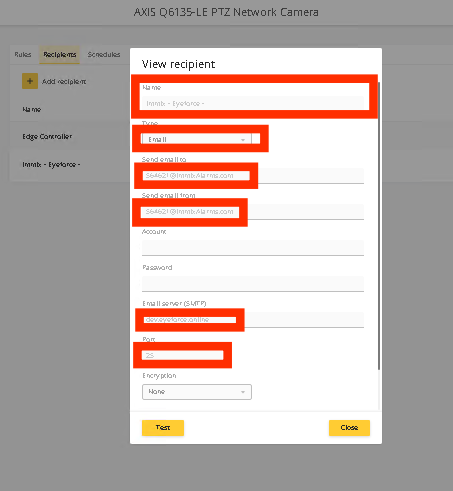 AXIS Q6135-LE PTZ Network Camera
Rules Recipients Schedules
+ Add recipient
Name
Edge Controller
Immix - Eyeforce -
View recipient
Name
Immix - Eyeforce -
Type
Email
Send email to
S64621@ImmixAlarms.com
Send email from
S64621@ImmixAlarms.com
Account
Password
Email server (SMTP)
dev.eyeforce.online
Port
25
Encryption
None
Test Close